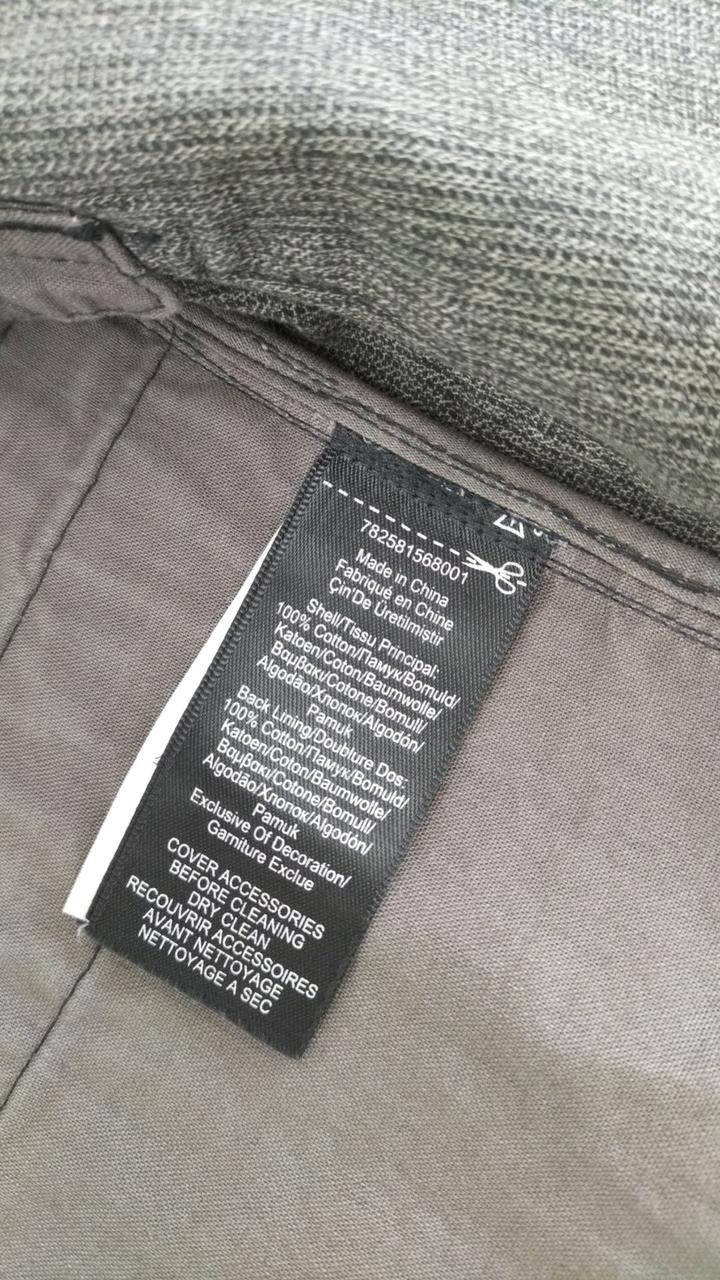 782581568001
Made in China
Fabriqué en Chine
Çin'De Üretilmiştir
Shell/Tissu Principal:
100% Cotton/Памук/Bomuld/
Katoen/Coton/Baumwolle/
Βαμβακι/Cotone/Bomull/
Algodão/Хлопок/Algodón/
Pamuk
Back Lining/Doublure Dos:
100% Cotton/Памук/Bomuld/
Katoen/Coton/Baumwolle/
Βαμβακι/Cotone/Bomull/
Algodão/Хлопок/Algodón/
Pamuk
Exclusive Of Decoration/
Garniture Exclue
COVER ACCESSORIES
BEFORE CLEANING
DRY CLEAN
RECOUVRIR ACCESSOIRES
AVANT NETTOYAGE
NETTOYAGE A SEC